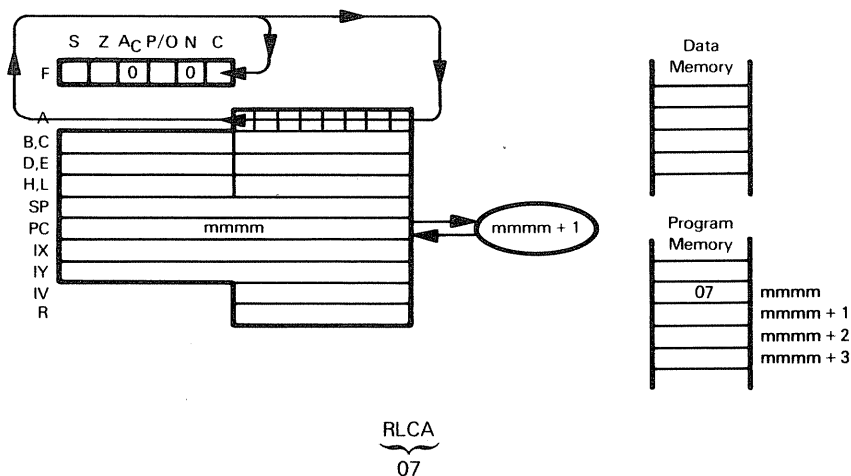 S Z AC P/O N C
F 0 0
A
B,C
D,E
H,L
SP
PC mmmm mmmm + 1
IX
IY
IV
R
Data
Memory
Program
Memory
07 mmmm
mmmm + 1
mmmm + 2
mmmm + 3
RLCA
07